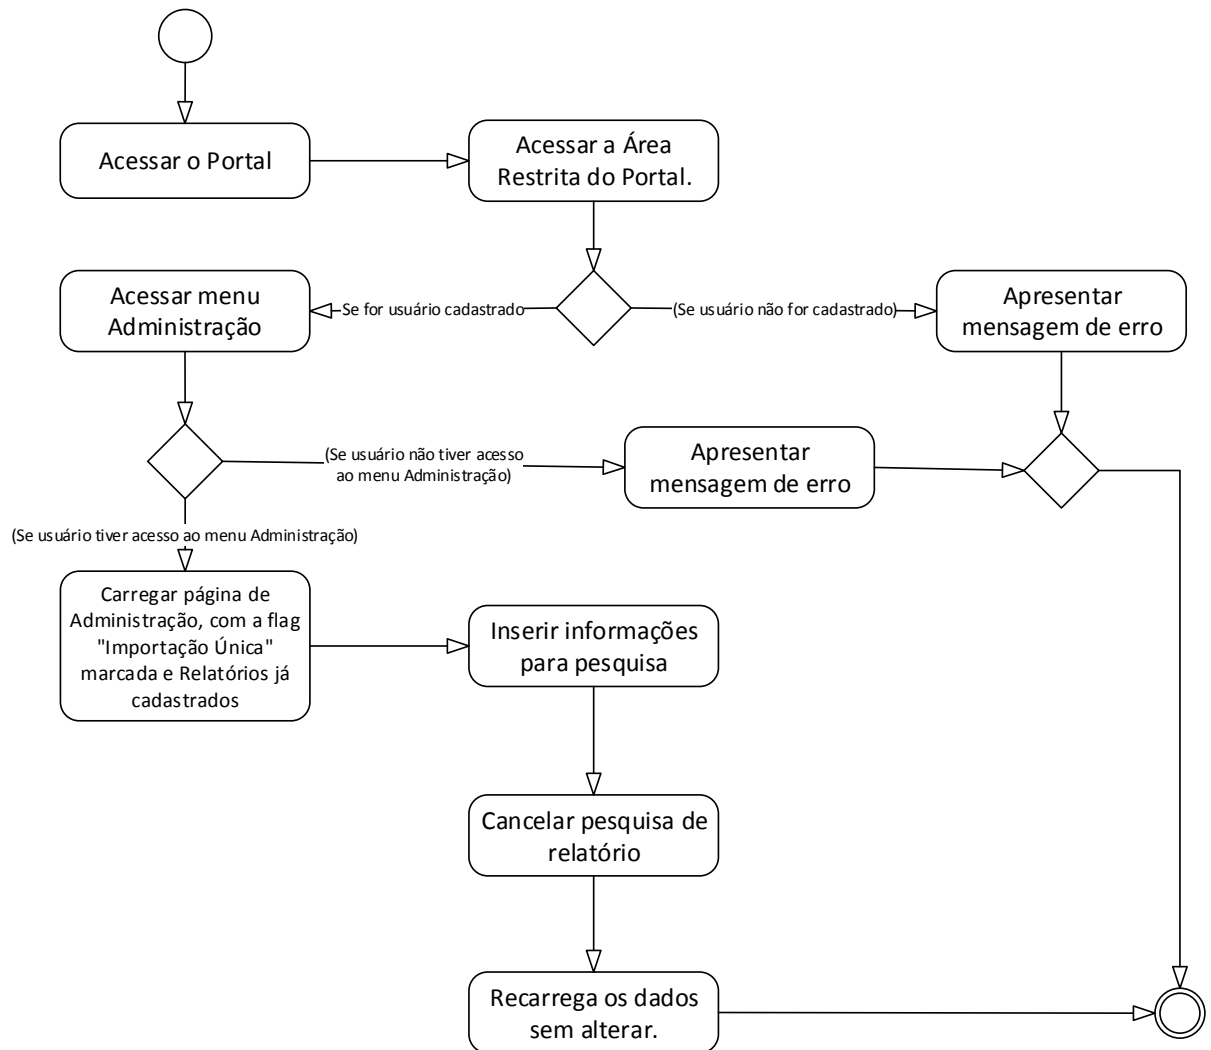 Acessar o Portal
Acessar a Área
Restrita do Portal.
Acessar menu
Administração
Se for usuário cadastrado
(Se usuário não for cadastrado)
Apresentar
mensagem de erro
(Se usuário não tiver acesso
ao menu Administração)
Apresentar
mensagem de erro
(Se usuário tiver acesso ao menu Administração)
Carregar página de
Administração, com a flag
"Importação Única"
marcada e Relatórios já
cadastrados
Inserir informações
para pesquisa
Cancelar pesquisa de
relatório
Recarrega os dados
sem alterar.